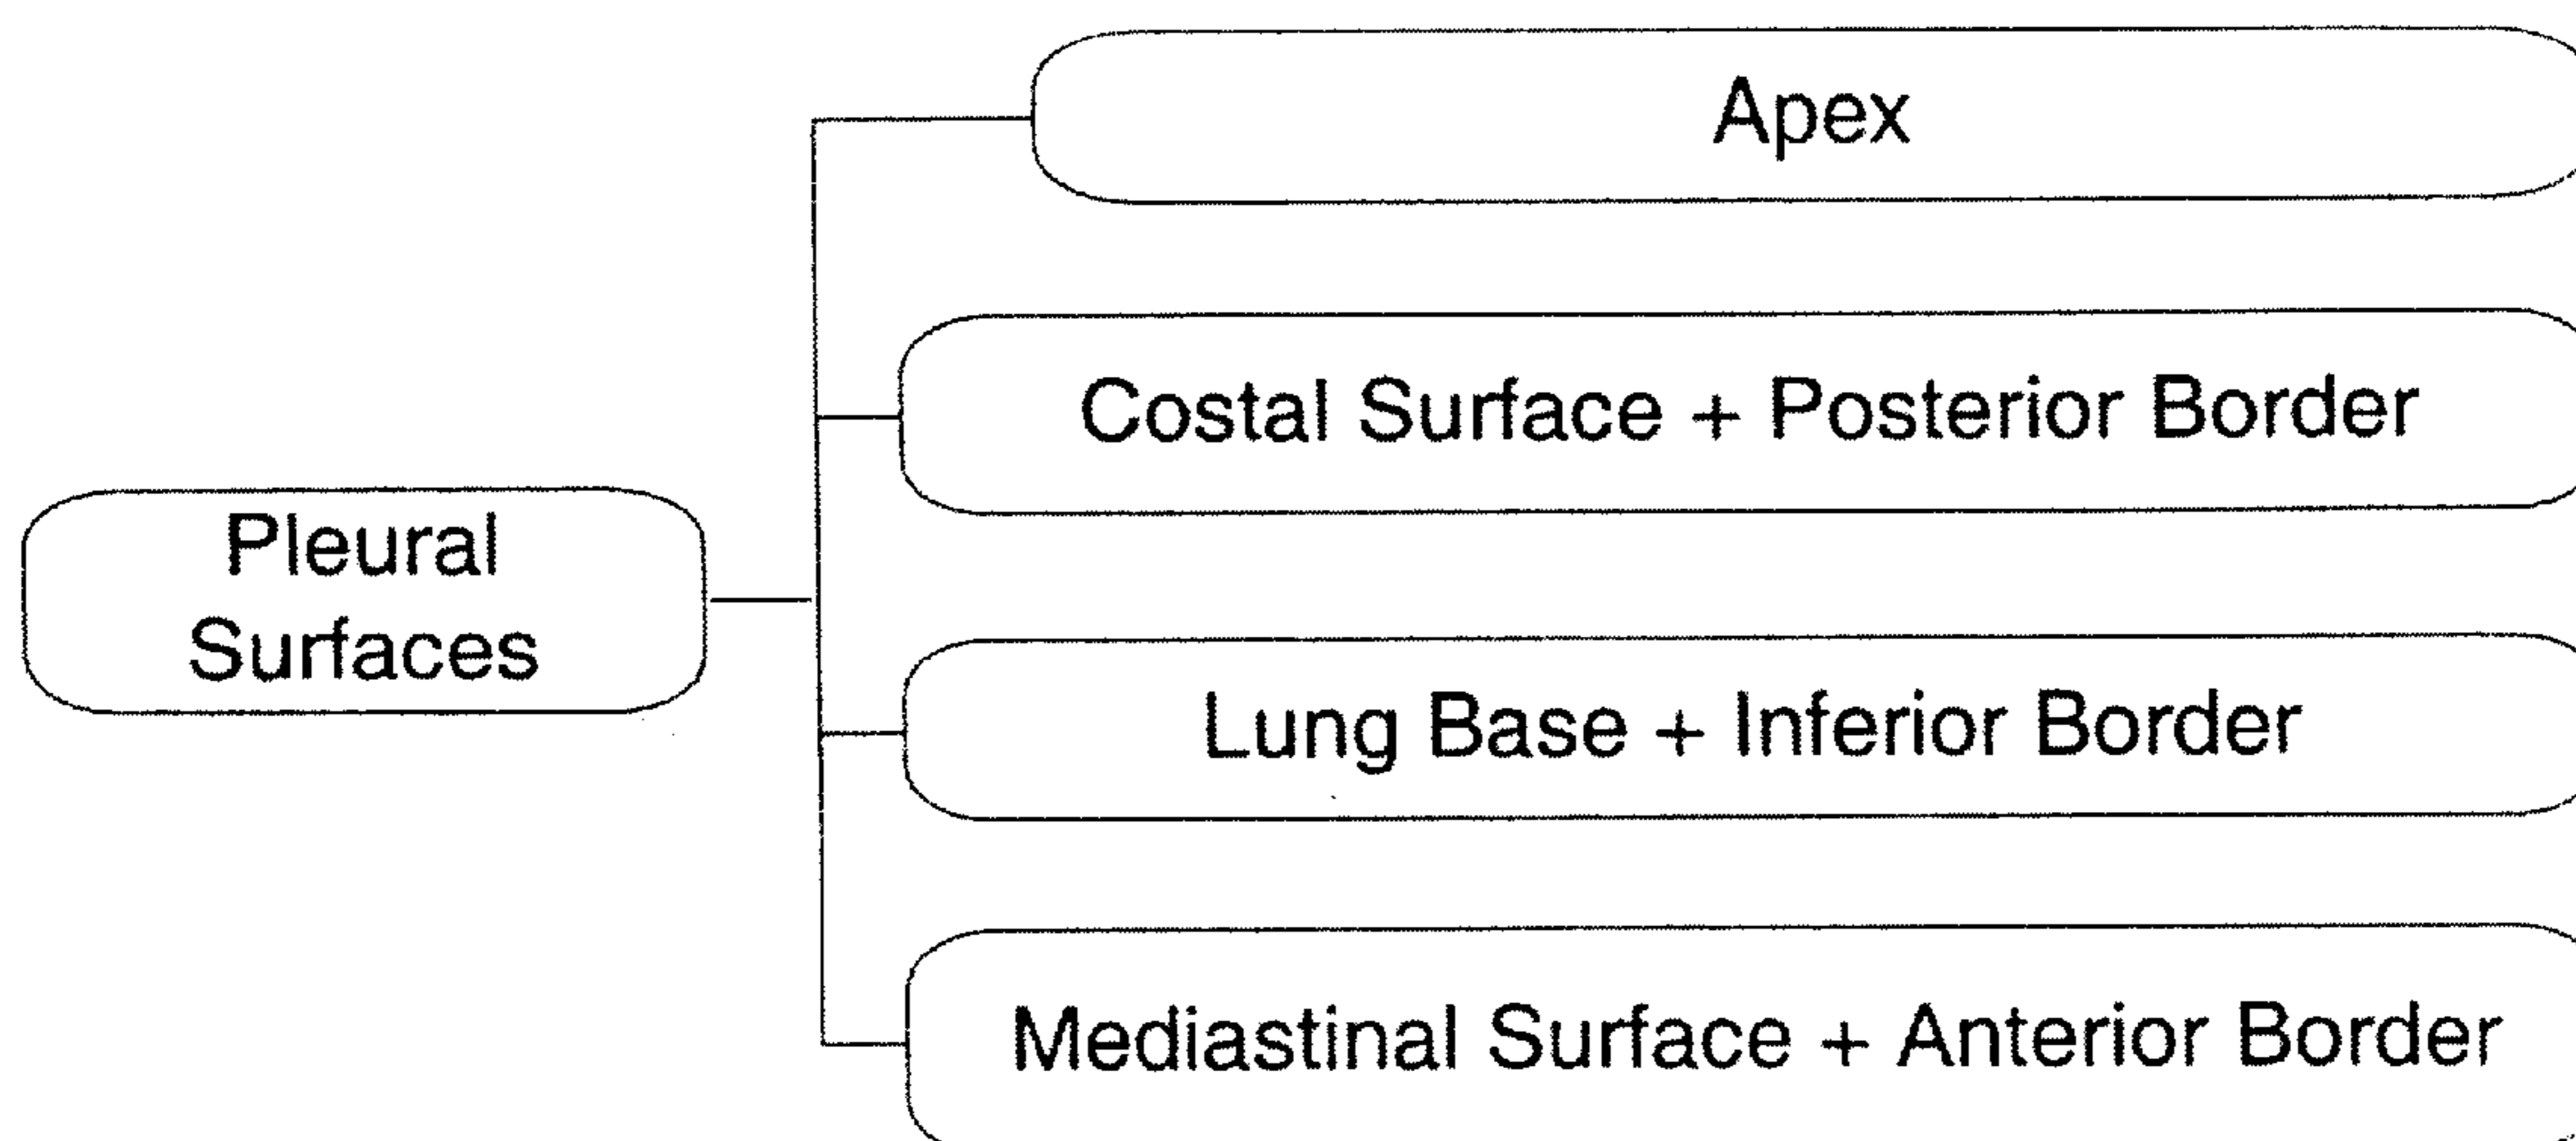 Apex
Costal Surface + Posterior Border
Pleural
Surfaces
Lung Base + Inferior Border
Mediastinal Surface + Anterior Border